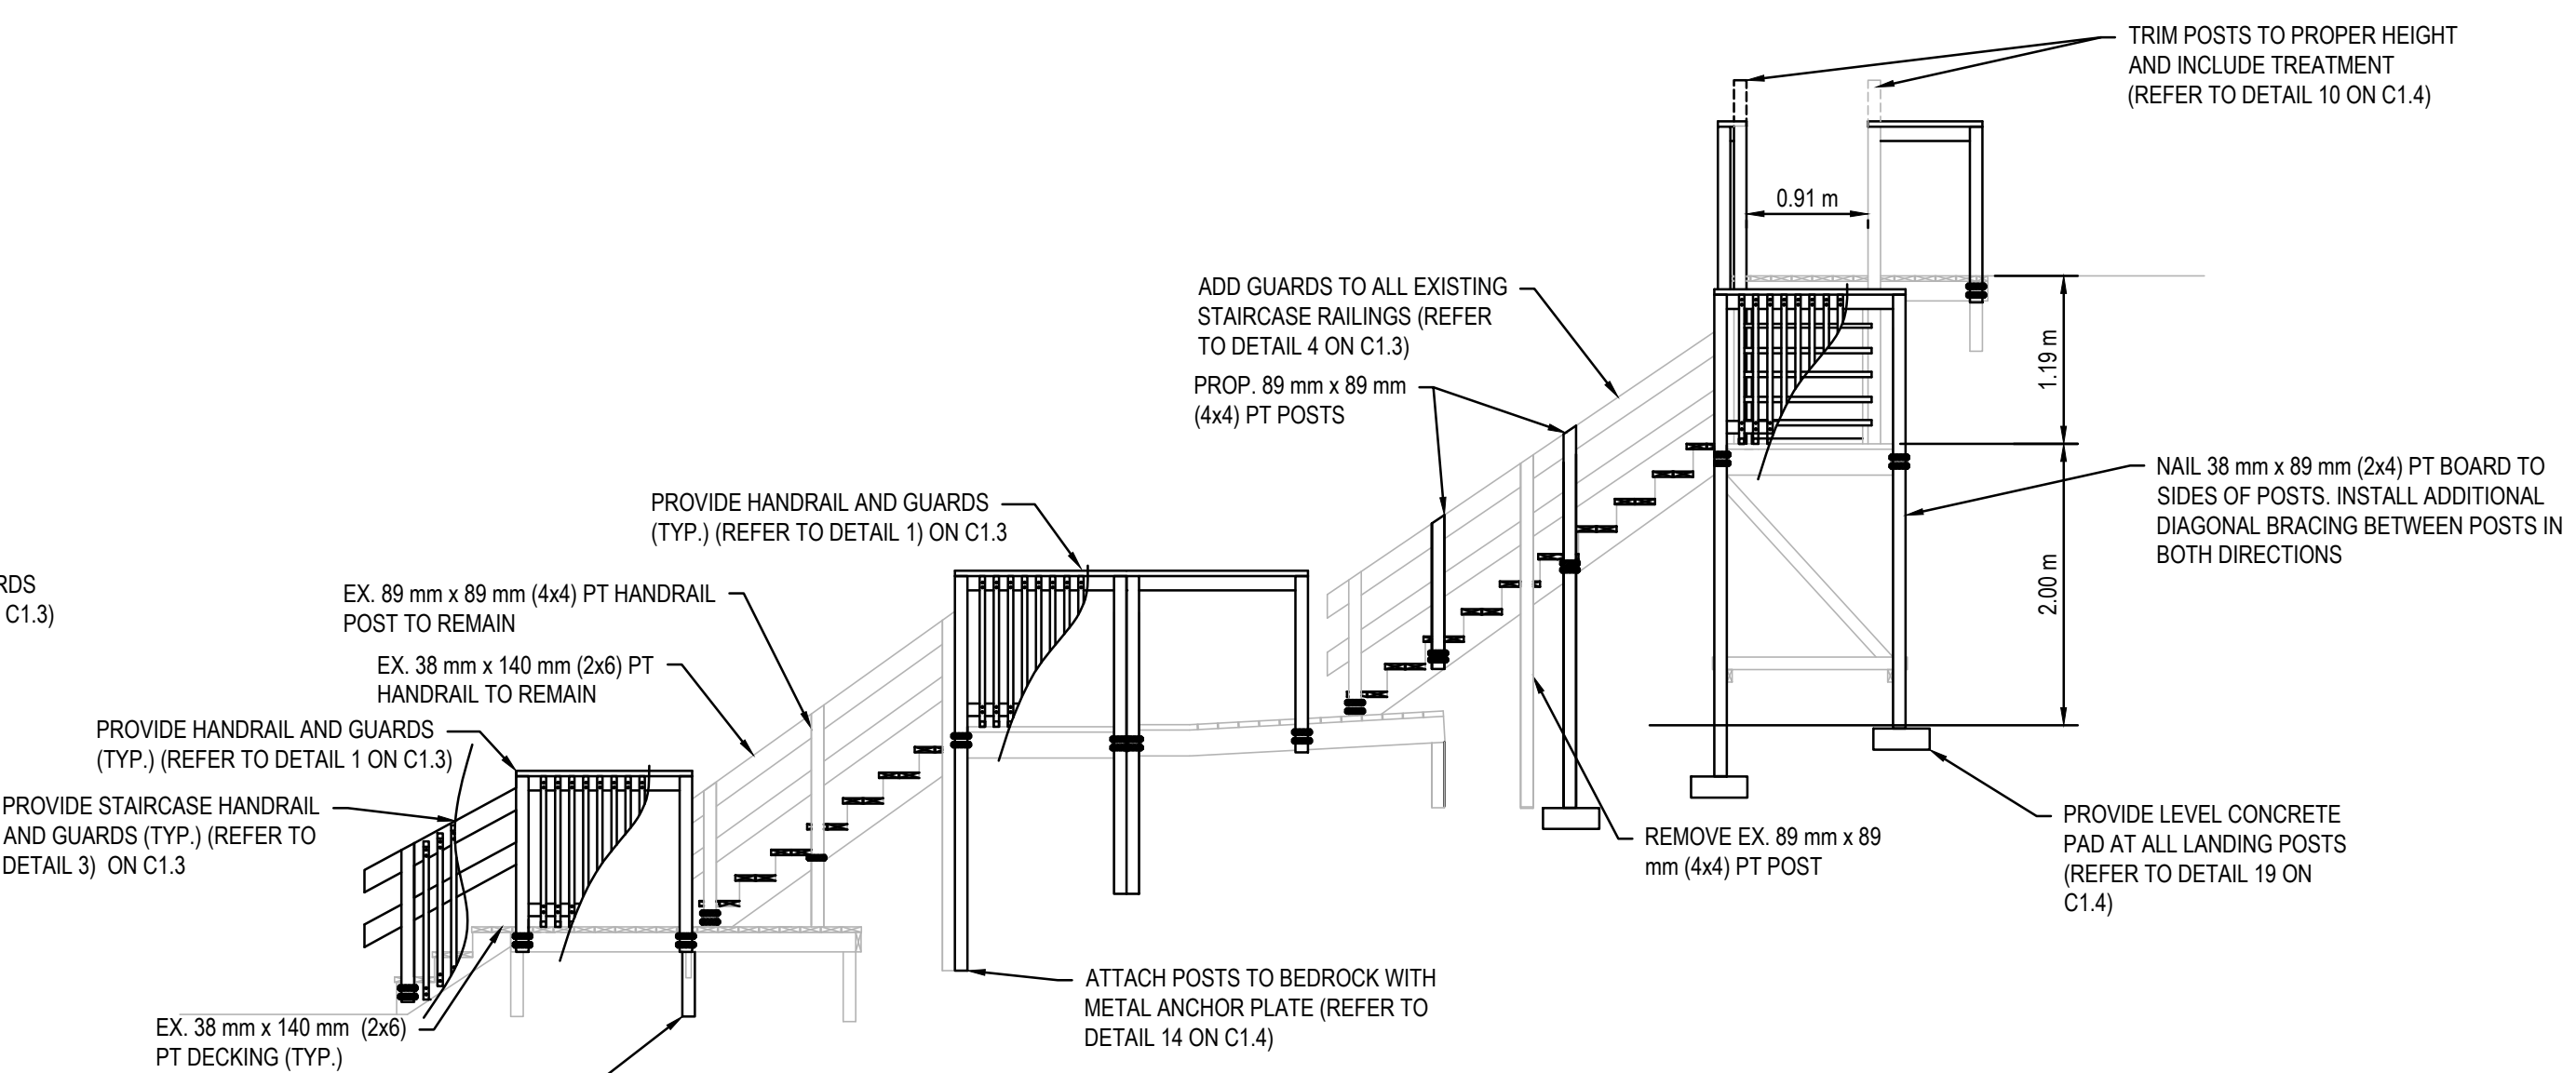 TRIM POSTS TO PROPER HEIGHT
AND INCLUDE TREATMENT
(REFER TO DETAIL 10 ON C1.4)
0.91 m
ADD GUARDS TO ALL EXISTING
STAIRCASE RAILINGS (REFER
TO DETAIL 4 ON C1.3)
PROP. 89 mm x 89 mm
(4x4) PT POSTS
1.19 m
NAIL 38 mm x 89 mm (2x4) PT BOARD TO
SIDES OF POSTS. INSTALL ADDITIONAL
DIAGONAL BRACING BETWEEN POSTS IN
BOTH DIRECTIONS
2.00 m
PROVIDE HANDRAIL AND GUARDS
(TYP.) (REFER TO DETAIL 1) ON C1.3
RDS
C1.3)
EX. 89 mm x 89 mm (4x4) PT HANDRAIL
POST TO REMAIN
EX. 38 mm x 140 mm (2x6) PT
HANDRAIL TO REMAIN
PROVIDE HANDRAIL AND GUARDS
(TYP.) (REFER TO DETAIL 1 ON C1.3)
PROVIDE STAIRCASE HANDRAIL
AND GUARDS (TYP.) (REFER TO
DETAIL 3) ON C1.3
REMOVE EX. 89 mm x 89
mm (4x4) PT POST
PROVIDE LEVEL CONCRETE
PAD AT ALL LANDING POSTS
(REFER TO DETAIL 19 ON
C1.4)
ATTACH POSTS TO BEDROCK WITH
METAL ANCHOR PLATE (REFER TO
DETAIL 14 ON C1.4)
EX. 38 mm x 140 mm (2x6)
PT DECKING (TYP.)